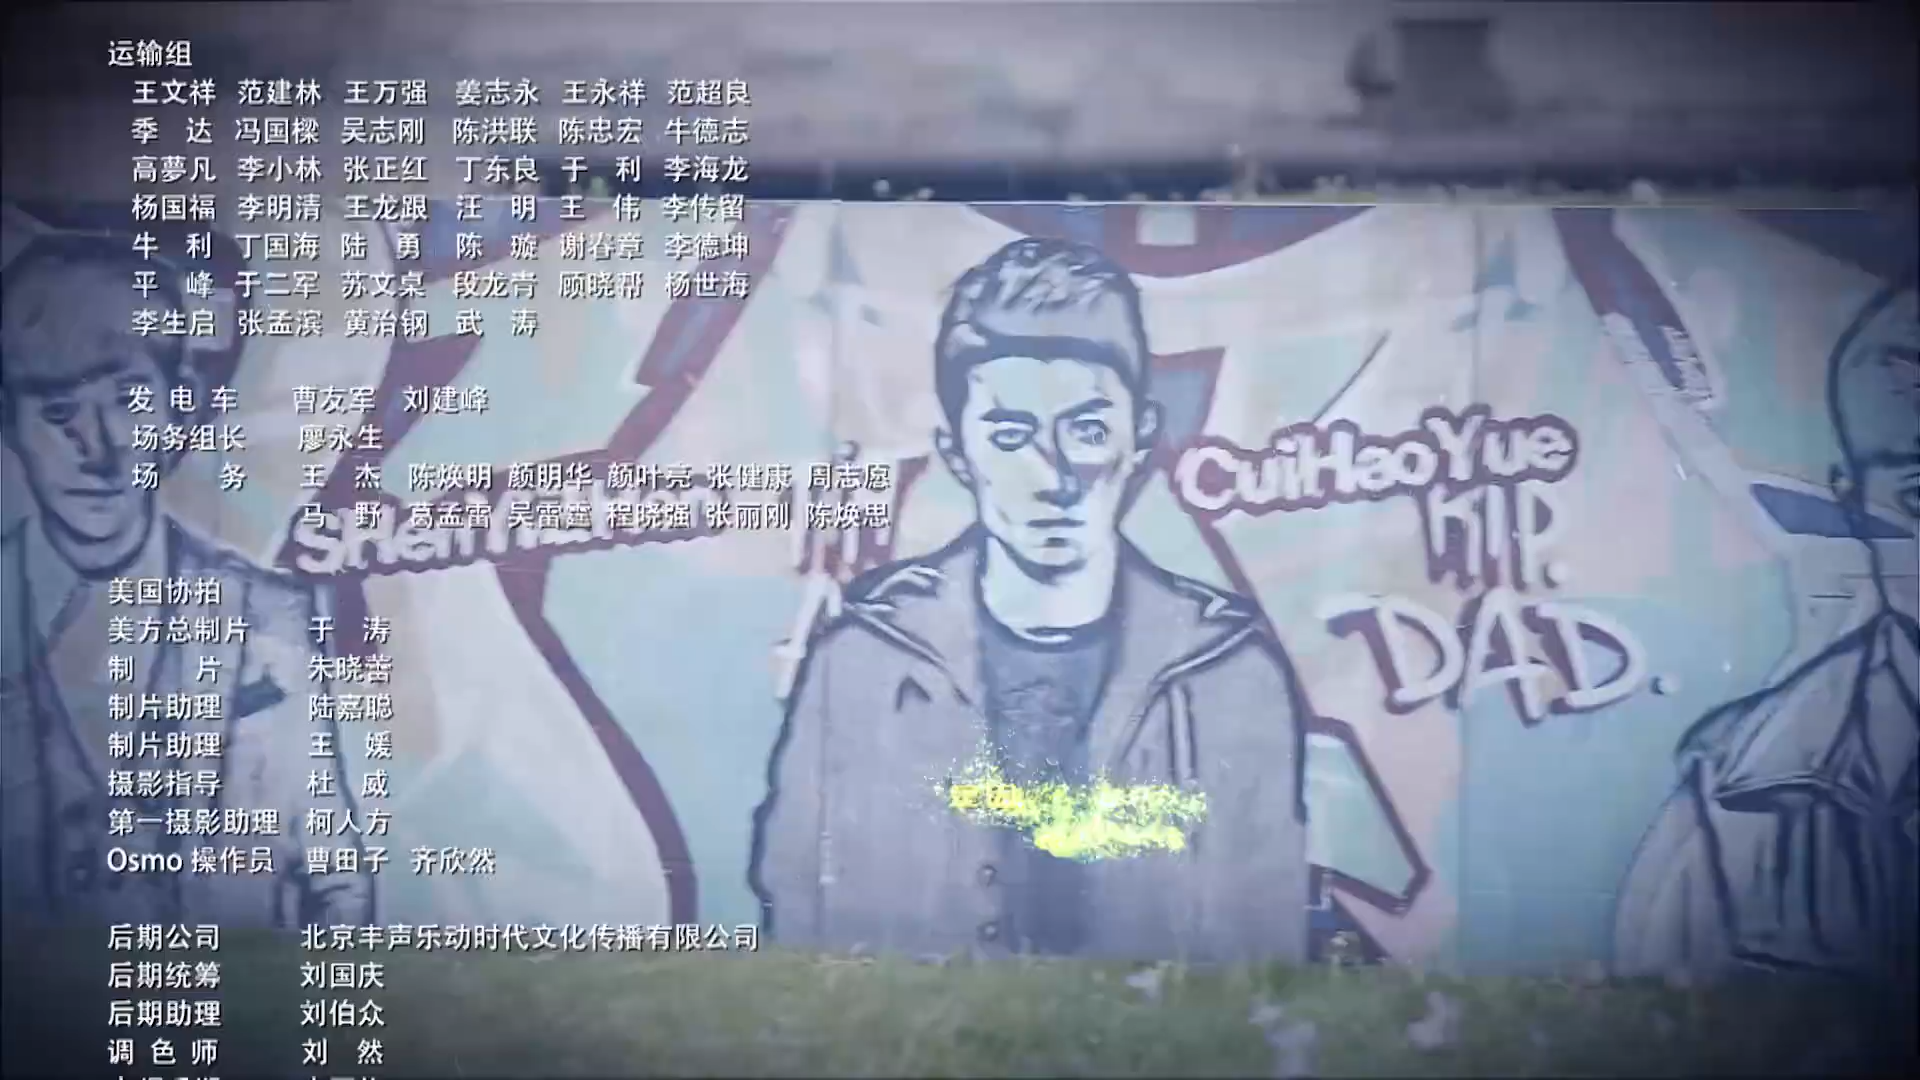 运输组
王文祥 范建林 王万强 姜志永 王永祥 范超良
季 达 冯国樑 吴志刚 陈洪联 陈忠宏 牛德志
高夢凡 李小林 张正红 丁东良 于 利 李海龙
杨国福 李明清 王龙跟 汪 明 王 伟 李传留
牛 利 丁国海 陆 勇 陈 璇 谢春章 李德坤
平 峰 于二军 苏文杲 段龙青 顾晓帮 杨世海
李生启 张孟滨 黄治钢 武 涛
发电车 曹友军 刘建峰
场务组长 廖永生
场 务 王 杰 陈焕明 颜明华 颜叶亮 张健康 周志愿
马 野 葛孟雷 吴雷霆 程晓强 张丽刚 陈焕思
CuiHaoYue
KIP.
DAD.
美国协拍
美方总制片 于 涛
制 片 朱晓蕾
制片助理 陆嘉聪
制片助理 王 媛
摄影指导 杜 威
第一摄影助理 柯人方
Osmo 操作员 曹田子 齐欣然
后期公司 北京丰声乐动时代文化传播有限公司
后期统筹 刘国庆
后期助理 刘伯众
调色师 刘 然